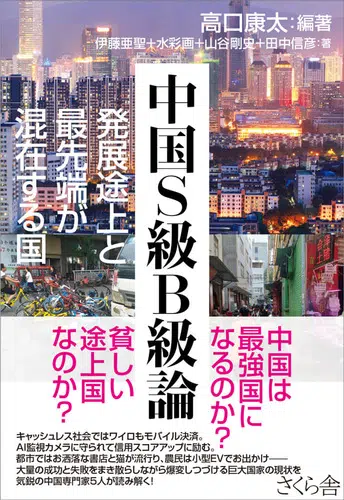 高口康太:編著
伊藤亜聖+水彩画+山谷剛史+田中信彦:著
中国S級B級論
発展途上と
最先端が
混在する国
中国は
最強国に
なるのか?
貧しい
途上国
なのか?
キャッシュレス社会ではワイロもモバイル決済。
AI監視カメラに守られて信用スコアアップに励む。
都市ではお洒落な書店と猫が流行り、農民は小型EVでお出かけ——
大量の成功と失敗をまき散らしながら爆変しつづける巨大国家の現状を
気鋭の中国専門家5人が読み解く!
さくら舎